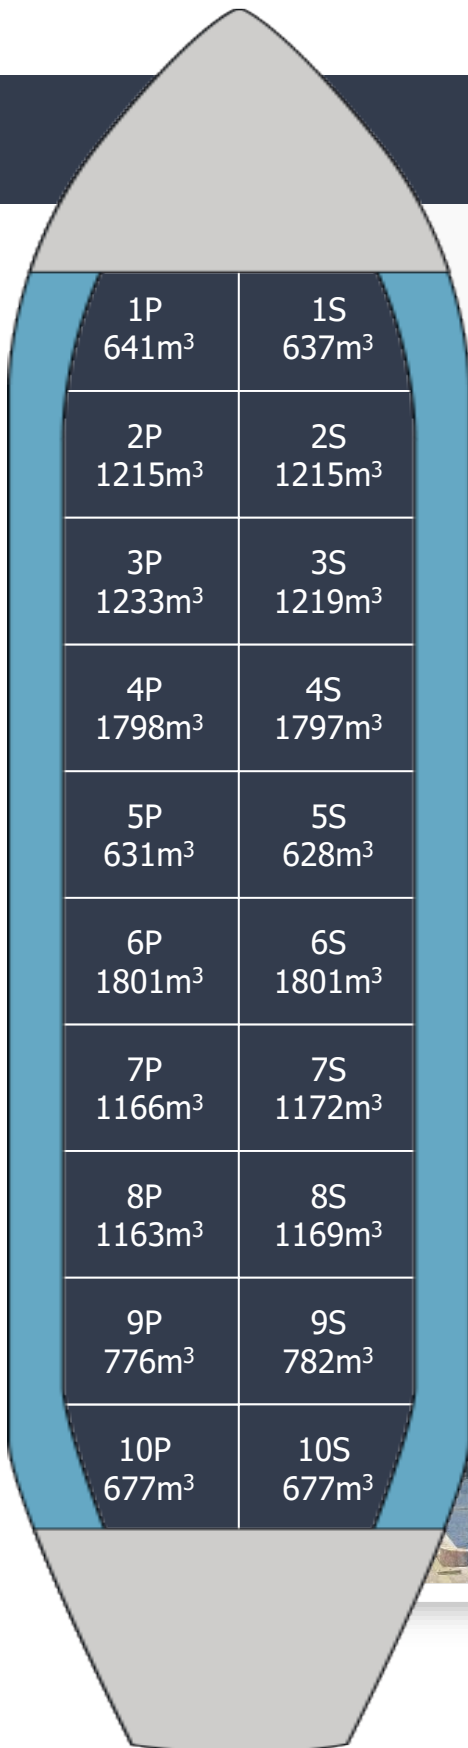 1P
641m³
1S
637m³
2P
1215m³
2S
1215m³
3P
1233m³
3S
1219m³
4P
1798m³
4S
1797m³
5P
631m³
5S
628m³
6P
1801m³
6S
1801m³
7P
1166m³
7S
1172m³
8P
1163m³
8S
1169m³
9P
776m³
9S
782m³
10P
677m³
10S
677m³